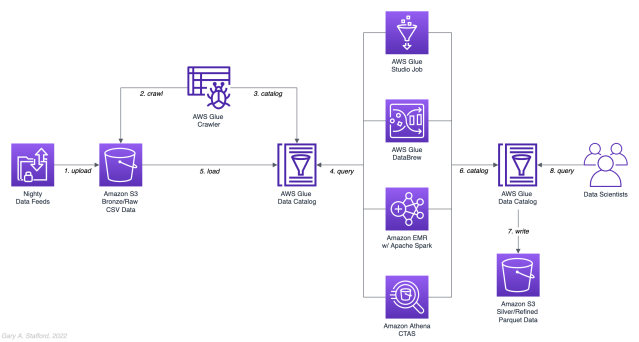 AWS Glue
Studio Job
2. crawl
3. catalog
AWS Glue
Crawler
AWS Glue
DataBrew
1. upload
5. load
4. query
6. catalog
8. query
Nighty
Data Feeds
Amazon S3
Bronze/Raw
CSV Data
AWS Glue
Data Catalog
AWS Glue
Data Catalog
Data Scientists
7. write
Amazon EMR
w/ Apache Spark
Amazon S3
Silver/Refined
Parquet Data
Amazon Athena
CTAS
Gary A. Stafford, 2022